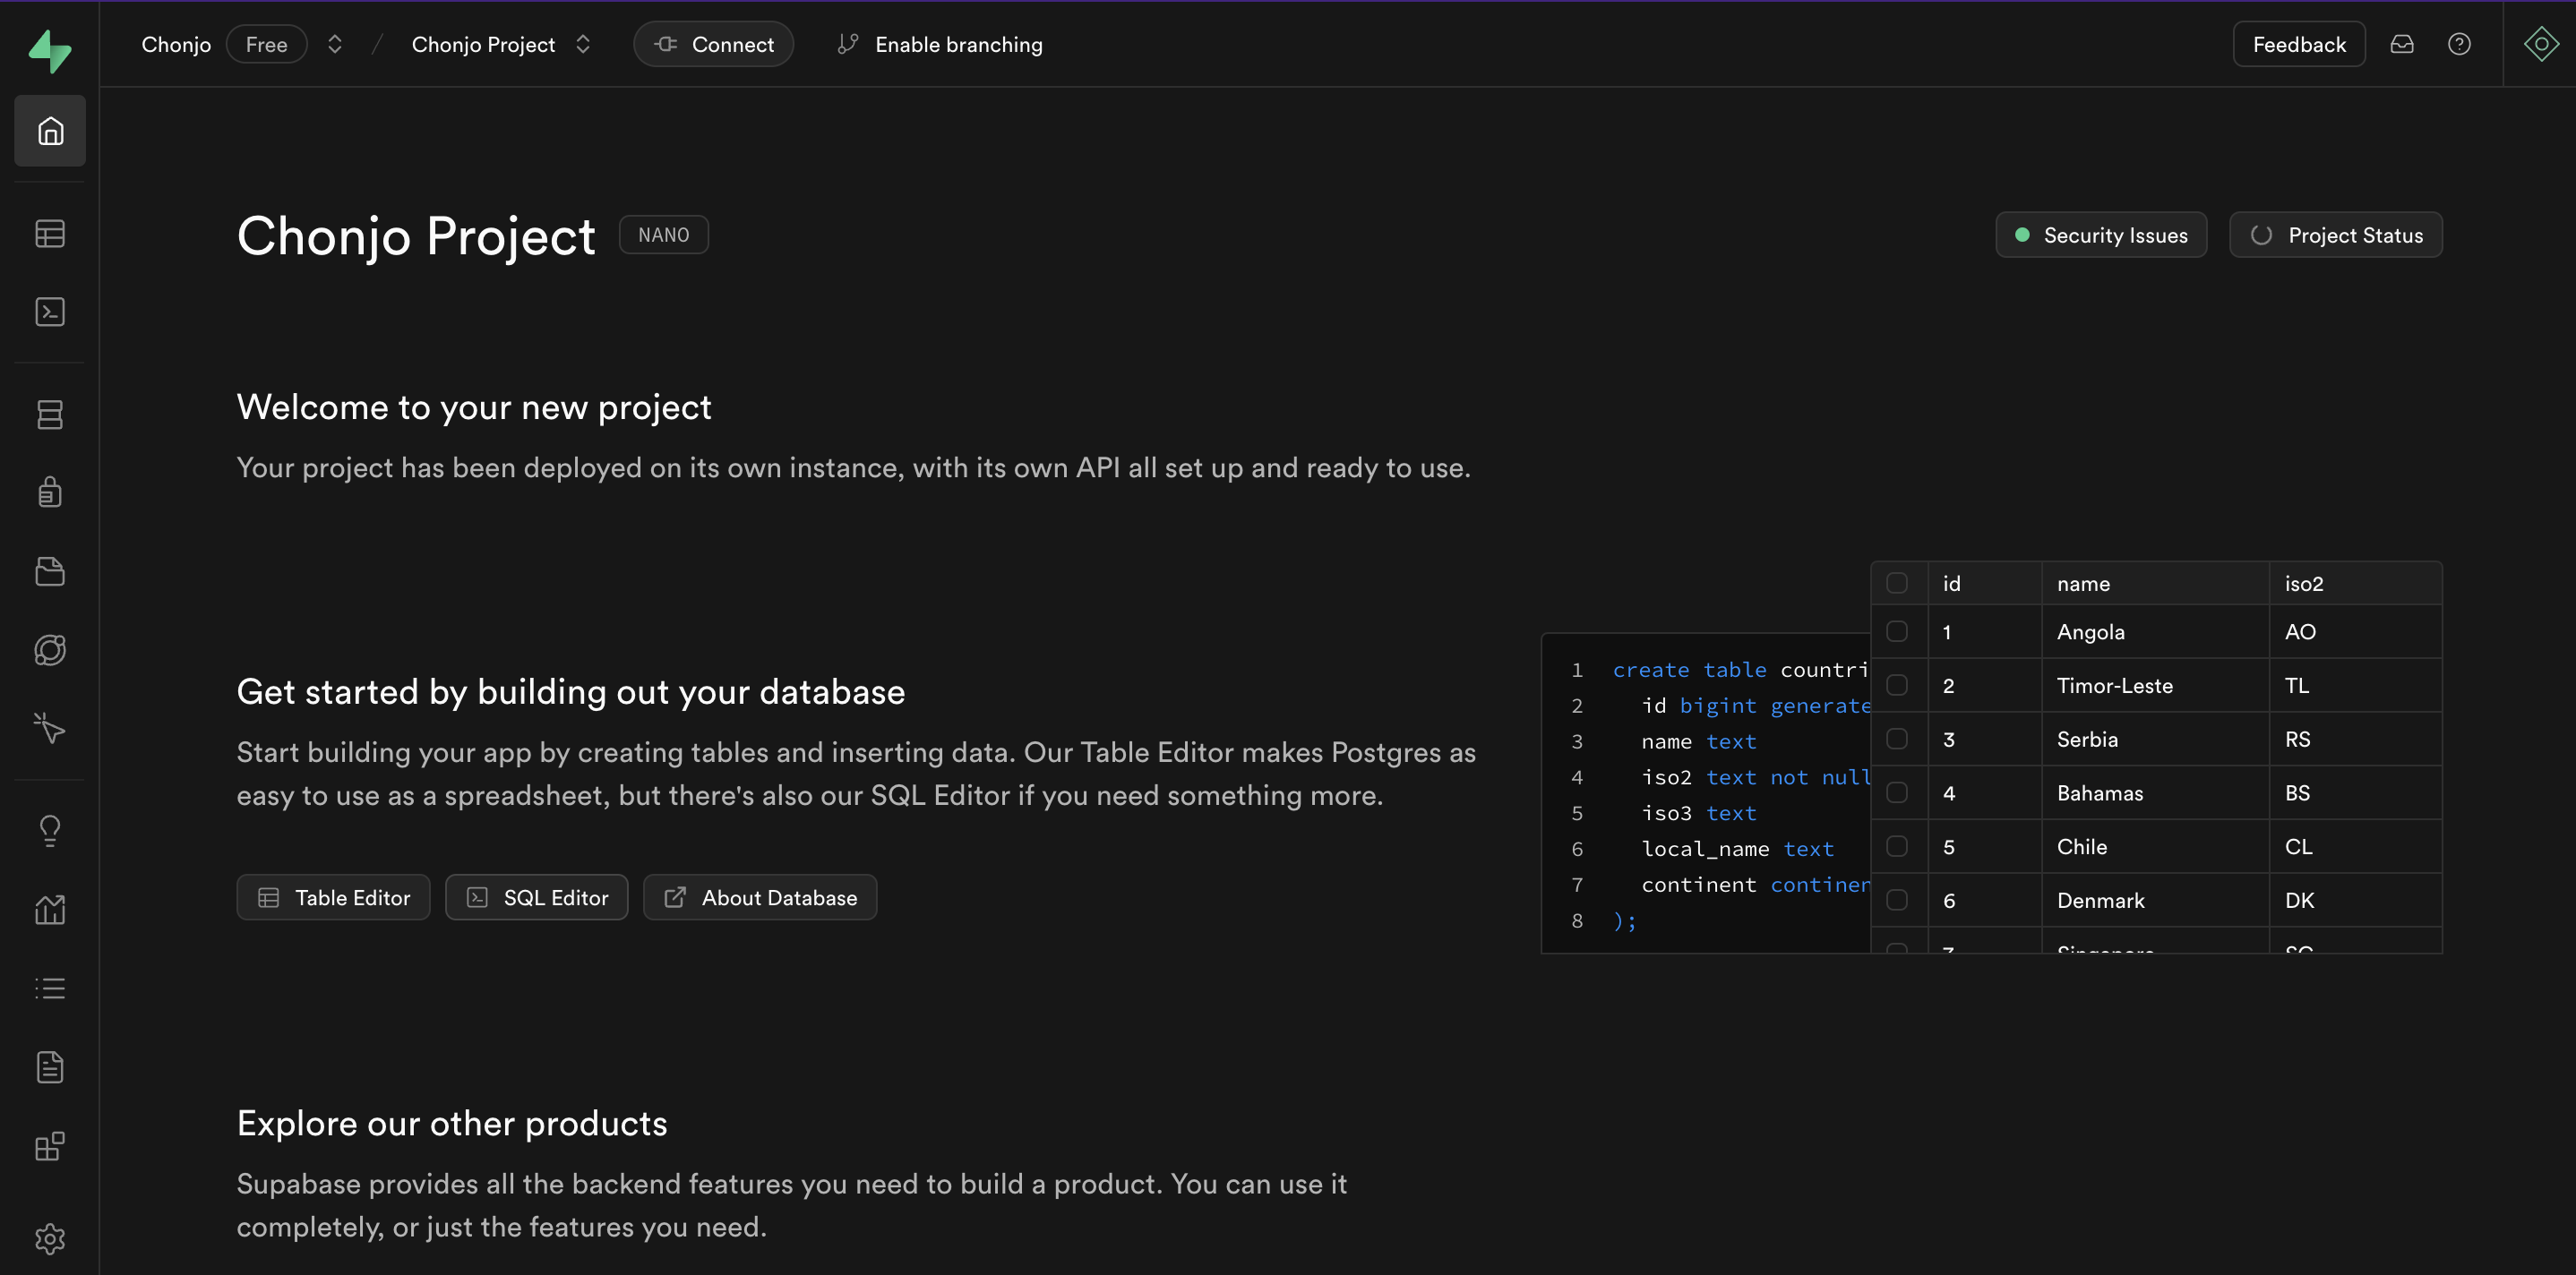 Chonjo Free / Chonjo Project Connect Enable branching Feedback
Chonjo Project NANO
Security Issues Project Status
Welcome to your new project
Your project has been deployed on its own instance, with its own API all set up and ready to use.
Get started by building out your database
Start building your app by creating tables and inserting data. Our Table Editor makes Postgres as
easy to use as a spreadsheet, but there's also our SQL Editor if you need something more.
Table Editor SQL Editor About Database
1 create table countri
2 id bigint generate
3 name text
4 iso2 text not null
5 iso3 text
6 local_name text
7 continent continen
8 );
id name iso2
1 Angola AO
2 Timor-Leste TL
3 Serbia RS
4 Bahamas BS
5 Chile CL
6 Denmark DK
Explore our other products
Supabase provides all the backend features you need to build a product. You can use it
completely, or just the features you need.